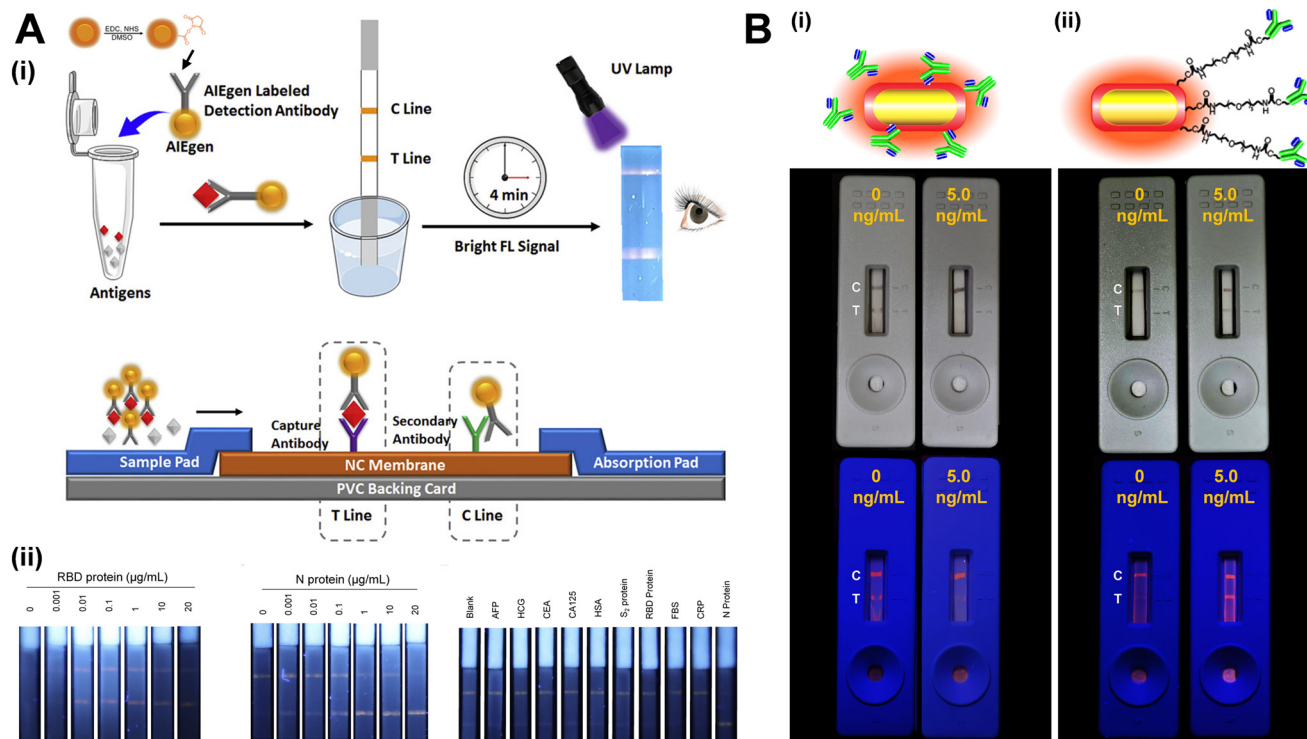 A
(i)
EDC, NHS
DMSO
AIEgen Labeled
Detection Antibody
AIEgen
Antigens
C Line
T Line
4 min
Bright FL Signal
UV Lamp
Capture
Antibody
Secondary
Antibody
Sample Pad
NC Membrane
Absorption Pad
PVC Backing Card
T Line
C Line
(ii)
RBD protein (µg/mL)
0 0.001 0.01 0.1 1 10 20
N protein (µg/mL)
0 0.001 0.01 0.1 1 10 20
Blank AFP HCG CEA CA125 HSA S2 protein RBD Protein FBS CRP N Protein
B
(i)
0
ng/mL
5.0
ng/mL
C
T
0
ng/mL
5.0
ng/mL
C
T
(ii)
0
ng/mL
5.0
ng/mL
C
T
0
ng/mL
5.0
ng/mL
C
T